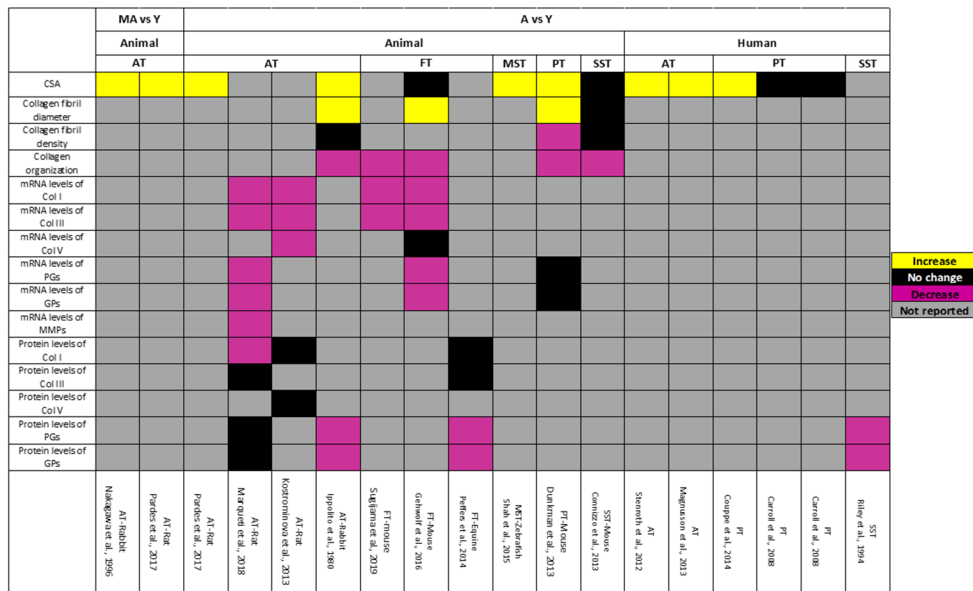 MA vs Y
A vs Y
Animal
Animal
Human
AT
AT
FT
MST
PT
SST
AT
PT
SST
CSA
Collagen fibril
diameter
Collagen fibril
density
Collagen
organization
mRNA levels of
Col I
mRNA levels of
Col III
mRNA levels of
Col V
mRNA levels of
PGs
mRNA levels of
GPs
mRNA levels of
MMPs
Protein levels of
Col I
Protein levels of
Col III
Protein levels of
Col V
Protein levels of
PGs
Protein levels of
GPs
Increase
No change
Decrease
Not reported
AT-Rabbit
Nakagawa et al., 1996
AT-Rat
Pardes et al., 2017
AT-Rat
Pardes et al., 2017
AT-Rat
Marqueti et al., 2018
AT-Rat
Kostrominova et al., 2013
AT-Rabbit
Ippolito et al., 1980
FT-mouse
Sugijama et al., 2019
FT-Mouse
Gehwolf et al., 2016
FT-Equine
Peffers et al., 2014
MST-Zebrafish
Shah et al., 2015
PT-Mouse
Dunkman et al., 2013
SST-Mouse
Connizzo et al., 2013
AT
Stenroth et al., 2012
AT
Magnusson et al., 2013
PT
Couppe et al., 2014
PT
Carroll et al., 2008
PT
Carroll et al., 2008
SST
Riley et al., 1994